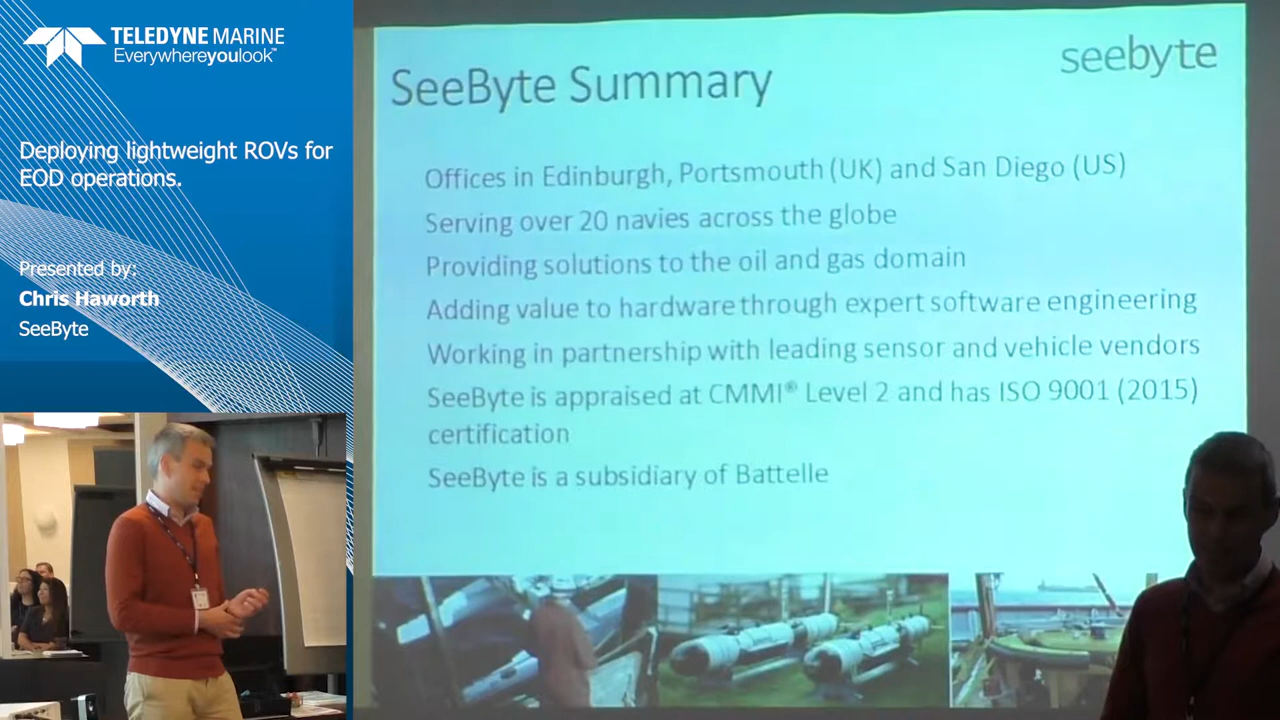 TELEDYNE MARINE
Everywhereyoulook™
Deploying lightweight ROVs for
EOD operations.
Presented by:
Chris Haworth
SeeByte
seebyte
SeeByte Summary
Offices in Edinburgh, Portsmouth (UK) and San Diego (US)
Serving over 20 navies across the globe
Providing solutions to the oil and gas domain
Adding value to hardware through expert software engineering
Working in partnership with leading sensor and vehicle vendors
SeeByte is appraised at CMMI® Level 2 and has ISO 9001 (2015)
certification
SeeByte is a subsidiary of Battelle